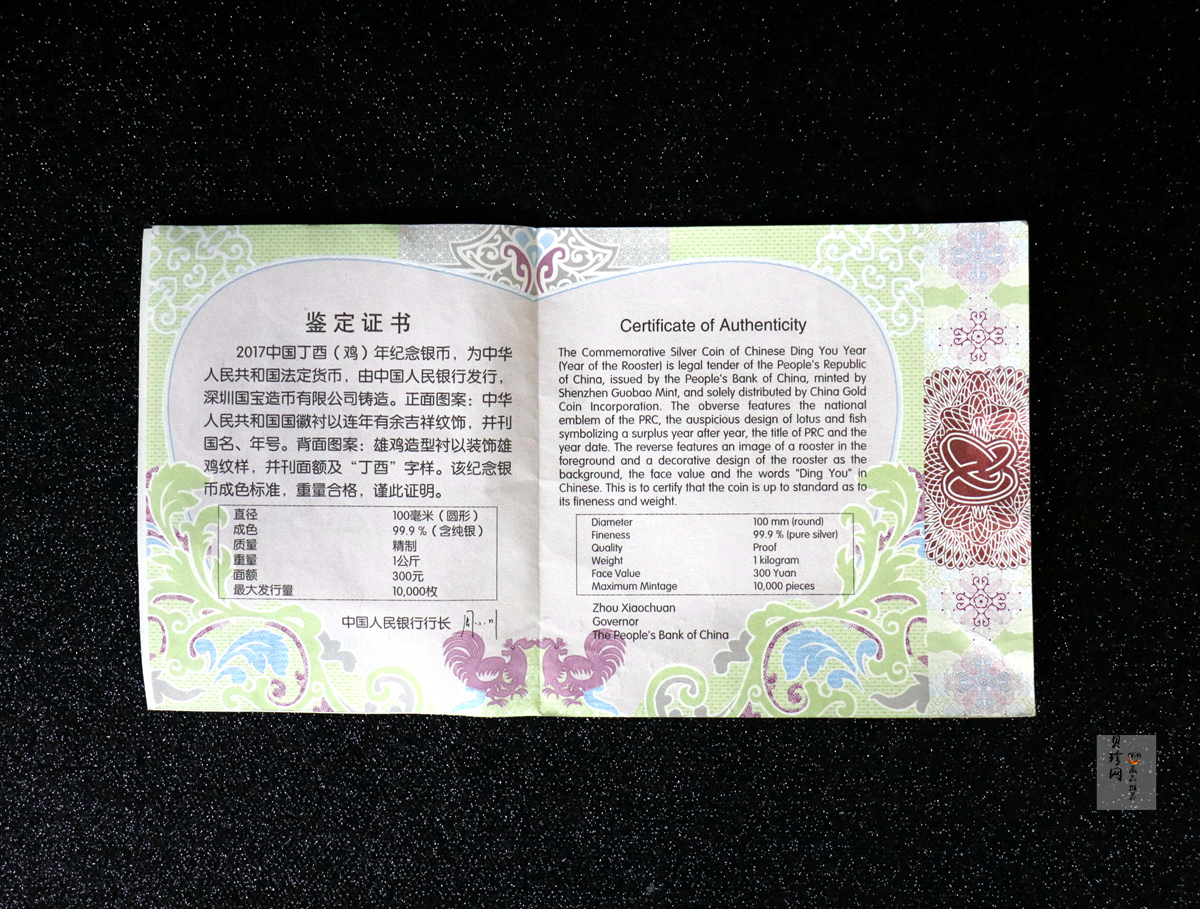 鉴定证书
2017中国丁酉（鸡）年纪念银币，为中华
人民共和国法定货币，由中国人民银行发行，
深圳国宝造币有限公司铸造。正面图案：中华
人民共和国国徽衬以连年有余吉祥纹饰，并刊
国名、年号。背面图案：雄鸡造型衬以装饰雄
鸡纹样，并刊面额及“丁酉”字样。该纪念银
币成色标准，重量合格，谨此证明。
直径 100毫米（圆形）
成色 99.9%（含纯银）
质量 精制
重量 1公斤
面额 300元
最大发行量 10,000枚
中国人民银行行长
Certificate of Authenticity
The Commemorative Silver Coin of Chinese Ding You Year
(Year of the Rooster) is legal tender of the People's Republic
of China, issued by the People's Bank of China, minted by
Shenzhen Guobao Mint, and solely distributed by China Gold
Coin Incorporation. The obverse features the national
emblem of the PRC, the auspicious design of lotus and fish
symbolizing a surplus year after year, the title of PRC and the
year date. The reverse features an image of a rooster in the
foreground and a decorative design of the rooster as the
background, the face value and the words "Ding You" in
Chinese. This is to certify that the coin is up to standard as to
its fineness and weight.
Diameter 100 mm (round)
Fineness 99.9 % (pure silver)
Quality Proof
Weight 1 kilogram
Face Value 300 Yuan
Maximum Mintage 10,000 pieces
Zhou Xiaochuan
Governor
The People's Bank of China
贝珍网